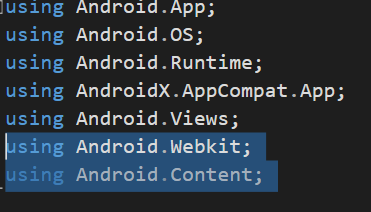 using Android.App;
using Android.OS;
using Android.Runtime;
using AndroidX.AppCompat.App;
using Android.Views;
using Android.Webkit;
using Android.Content;